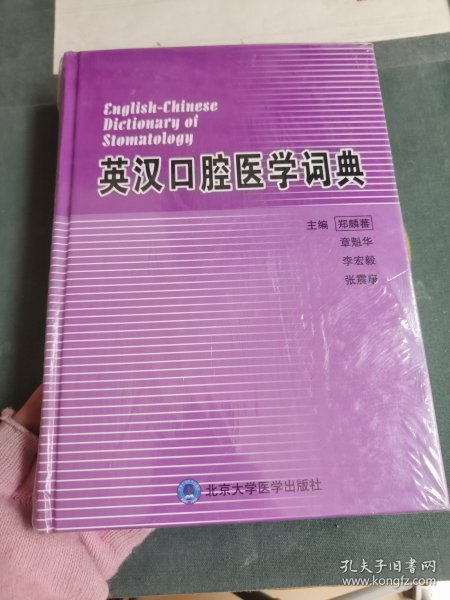 English-Chinese
Dictionary of
Stomatology
英汉口腔医学词典
主编 郑麟蕃
章魁华
李宏毅
张震康
北京大学医学出版社
孔夫子旧书网
www.kongfz.com